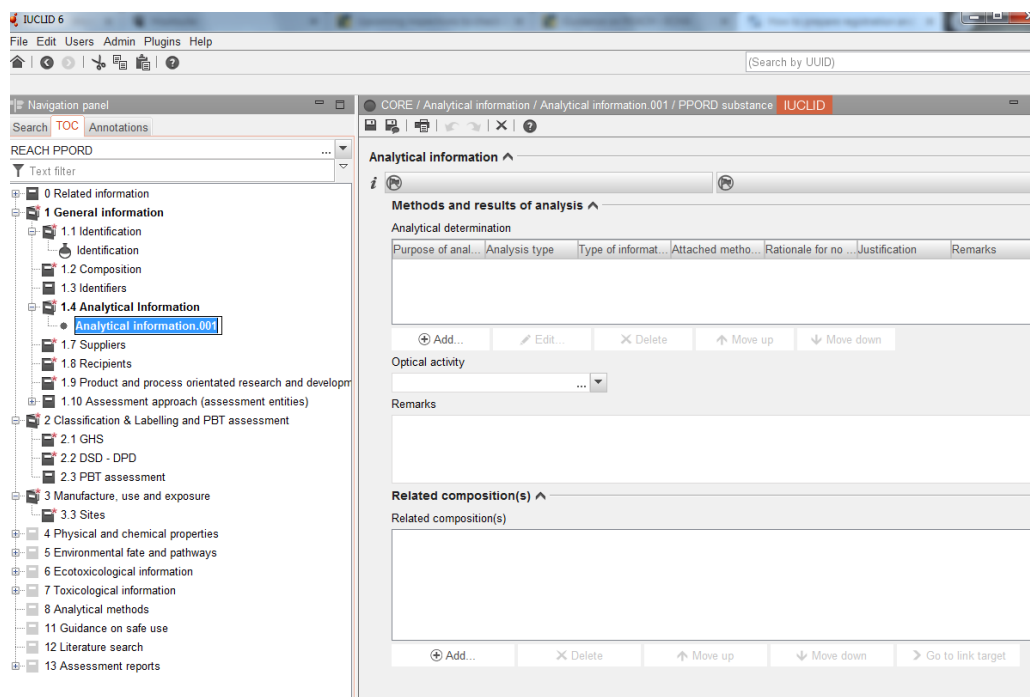 IUCLID 6
File Edit Users Admin Plugins Help
(Search by UUID)
Navigation panel
Search TOC Annotations
REACH PPORD ...
Text filter
0 Related information
1 General information
1.1 Identification
Identification
1.2 Composition
1.3 Identifiers
1.4 Analytical Information
Analytical information.001
1.7 Suppliers
1.8 Recipients
1.9 Product and process orientated research and developm
1.10 Assessment approach (assessment entities)
2 Classification & Labelling and PBT assessment
2.1 GHS
2.2 DSD - DPD
2.3 PBT assessment
3 Manufacture, use and exposure
3.3 Sites
4 Physical and chemical properties
5 Environmental fate and pathways
6 Ecotoxicological information
7 Toxicological information
8 Analytical methods
11 Guidance on safe use
12 Literature search
13 Assessment reports
CORE / Analytical information / Analytical information.001 / PPORD substance IUCLID
Analytical information
Methods and results of analysis
Analytical determination
Purpose of anal... Analysis type Type of informat... Attached metho... Rationale for no ... Justification Remarks
Add... Edit... Delete Move up Move down
Optical activity
...
Remarks
Related composition(s)
Related composition(s)
Add... Delete Move up Move down Go to link target